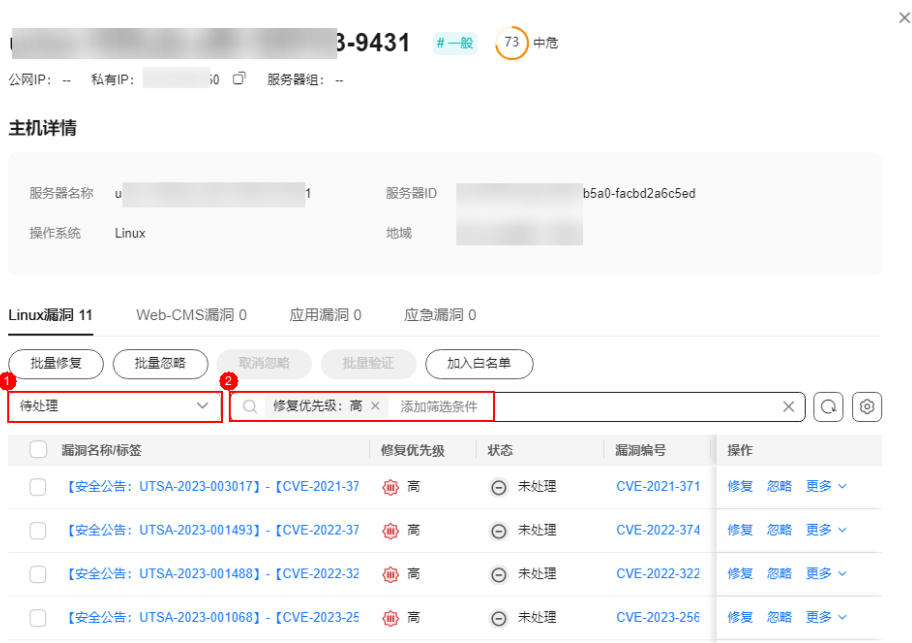 3-9431 # 一般 73 中危
公网IP： -- 私有IP： 50 服务器组： --
主机详情
服务器名称 u 1 服务器ID b5a0-facbd2a6c5ed
操作系统 Linux 地域
Linux漏洞 11 Web-CMS漏洞 0 应用漏洞 0 应急漏洞 0
批量修复 批量忽略 取消忽略 批量验证 加入白名单
1 2
待处理 修复优先级：高 × 添加筛选条件
漏洞名称/标签 修复优先级 状态 漏洞编号 操作
【安全公告：UTSA-2023-003017】-【CVE-2021-37 高 未处理 CVE-2021-371 修复 忽略 更多
【安全公告：UTSA-2023-001493】-【CVE-2022-37 高 未处理 CVE-2022-374 修复 忽略 更多
【安全公告：UTSA-2023-001488】-【CVE-2022-32 高 未处理 CVE-2022-322 修复 忽略 更多
【安全公告：UTSA-2023-001068】-【CVE-2023-25 高 未处理 CVE-2023-256 修复 忽略 更多